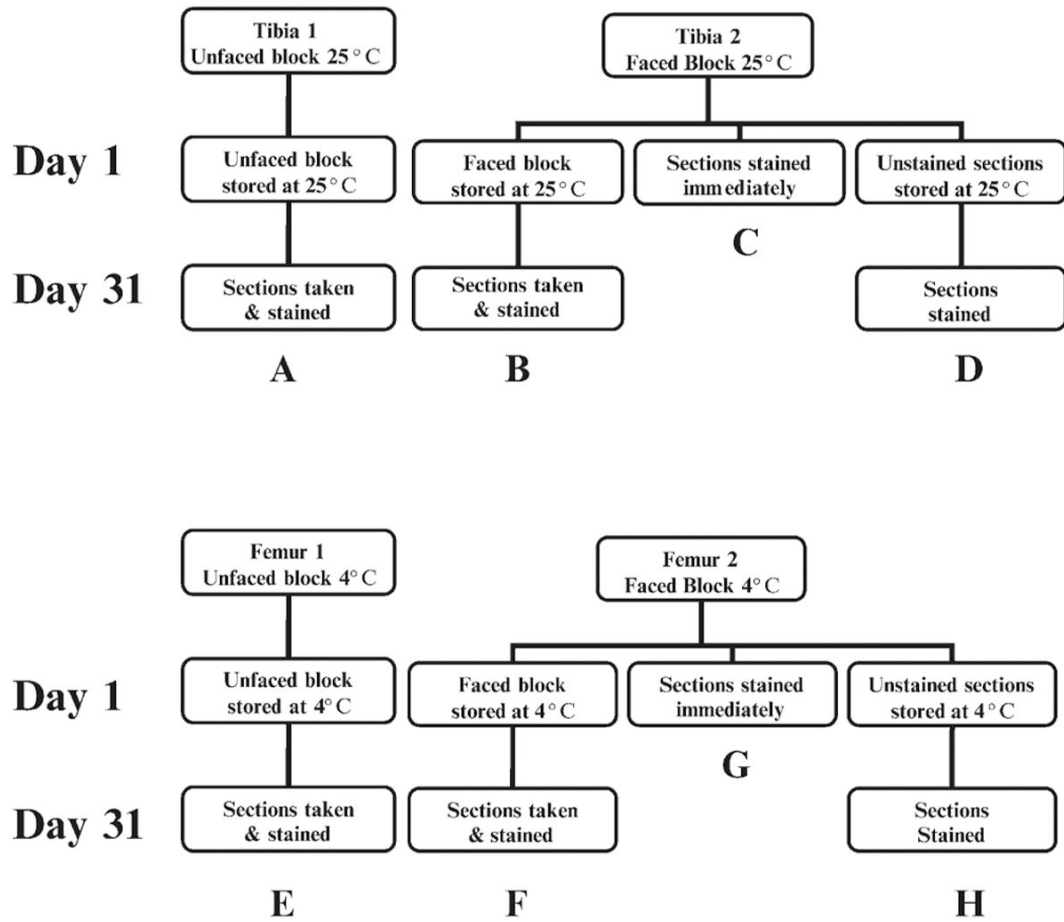 Tibia 1
Unfaced block 25°C
Tibia 2
Faced Block 25°C
Day 1
Unfaced block
stored at 25°C
Faced block
stored at 25°C
Sections stained
immediately
Unstained sections
stored at 25°C
C
Day 31
Sections taken
& stained
Sections taken
& stained
Sections
stained
A
B
D
Femur 1
Unfaced block 4°C
Femur 2
Faced Block 4°C
Day 1
Unfaced block
stored at 4°C
Faced block
stored at 4°C
Sections stained
immediately
Unstained sections
stored at 4°C
G
Day 31
Sections taken
& stained
Sections taken
& stained
Sections
Stained
E
F
H